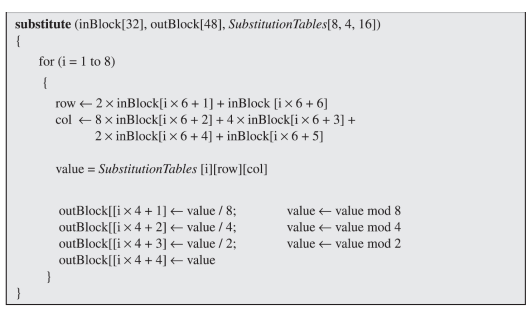 substitute (inBlock[32], outBlock[48], SubstitutionTables[8, 4, 16])
{
for (i = 1 to 8)
{
row ← 2 × inBlock[i × 6 + 1] + inBlock [i × 6 + 6]
col ← 8 × inBlock[i × 6 + 2] + 4 × inBlock[i × 6 + 3] +
2 × inBlock[i × 6 + 4] + inBlock[i × 6 + 5]
value = SubstitutionTables [i][row][col]
outBlock[[i × 4 + 1] ← value / 8; value ← value mod 8
outBlock[[i × 4 + 2] ← value / 4; value ← value mod 4
outBlock[[i × 4 + 3] ← value / 2; value ← value mod 2
outBlock[[i × 4 + 4] ← value
}
}